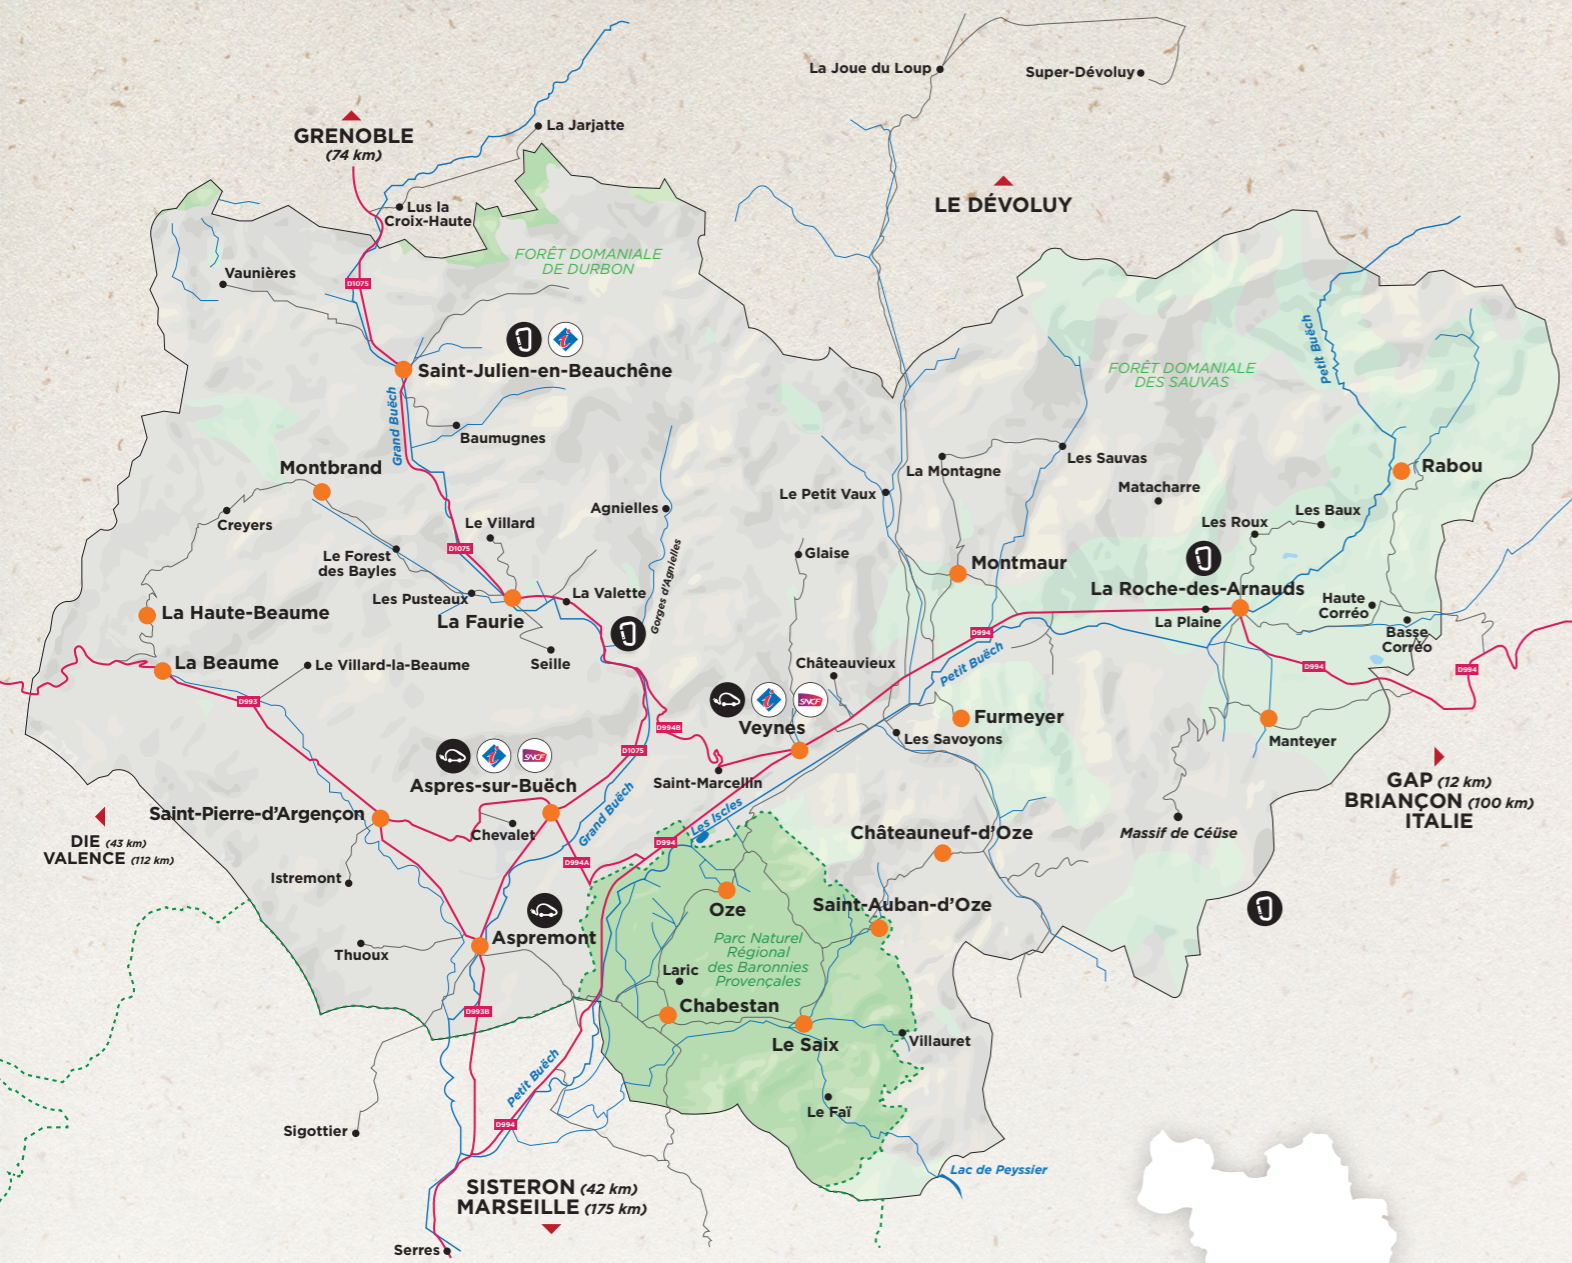 La Joue du Loup
Super-Dévoluy
La Jarjatte
GRENOBLE
(74 km)
LE DÉVOLUY
Lus la
Croix-Haute
FORÊT DOMANIALE
DE DURBON
Vaunières
D1075
Petit Buëch
i
Saint-Julien-en-Beauchêne
FORÊT DOMANIALE
DES SAUVAS
Grand Buëch
Baumugnes
Montbrand
La Montagne
Les Sauvas
Rabou
Matacharre
Le Petit Vaux
Agnielles
Creyers
Le Villard
Les Roux
Les Baux
D1075
Le Forest
des Bayles
Glaise
Gorges d'Agnielles
Montmaur
La Roche-des-Arnauds
Les Pusteaux
La Valette
La Haute-Beaume
La Faurie
La Plaine
Haute
Corréo
Basse
Corréo
D994
La Beaume
Le Villard-la-Beaume
Seille
Châteauvieux
Petit Buëch
D994
D994
D993
i
SNCF
Veynes
Furmeyer
D994B
Les Savoyons
Manteyer
D1075
i
SNCF
Aspres-sur-Buëch
Saint-Marcellin
GAP (12 km)
BRIANÇON (100 km)
ITALIE
Saint-Pierre-d'Argençon
Grand Buëch
Les Iscles
Chevalet
DIE (43 km)
VALENCE (112 km)
Châteauneuf-d'Oze
Massif de Céüse
D994
D994A
Istremont
Oze
Saint-Auban-d'Oze
Aspremont
Parc Naturel
Régional
des Baronnies
Provençales
Thuoux
Laric
D993B
Chabestan
Le Saix
Villauret
Petit Buëch
Le Faï
D994
Sigottier
Lac de Peyssier
SISTERON (42 km)
MARSEILLE (175 km)
Serres